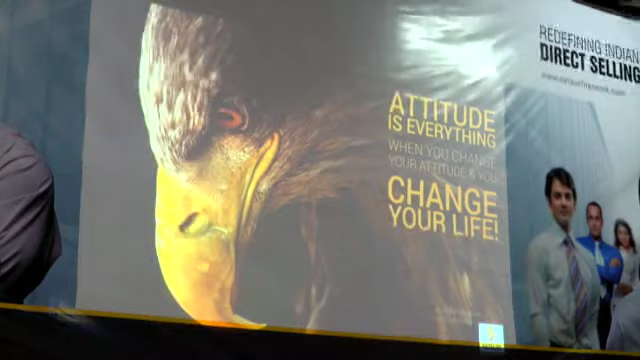 ATTITUDE
IS EVERYTHING
WHEN YOU CHANGE
YOUR ATTITUDE & YOU
CHANGE
YOUR LIFE!
REDEFINING INDIAN
DIRECT SELLING